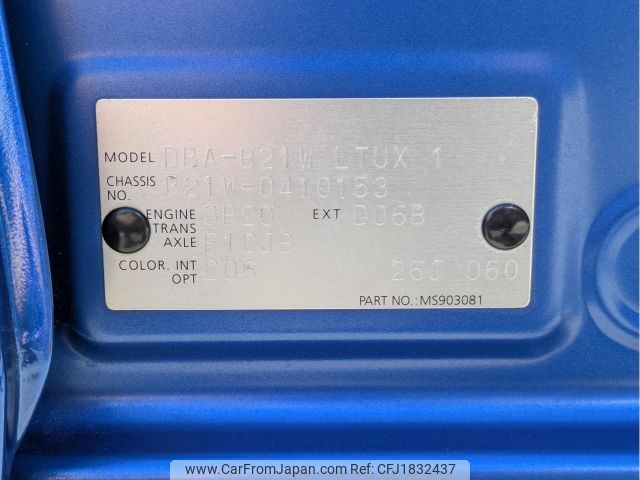 MODEL DBA-B21W LTUX 1
CHASSIS NO. B21W-0410153
ENGINE 3B20 EXT D06B
TRANS AXLE F1CJB
COLOR. INT OPT D06 26J 060
PART NO.:MS903081
www.CarFromJapan.com | Ref No: CFJ1832437